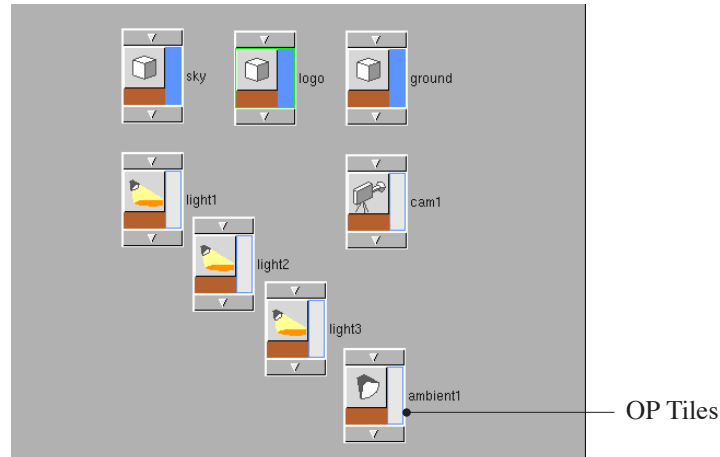 sky
logo
ground
light1
cam1
light2
light3
ambient1
OP Tiles